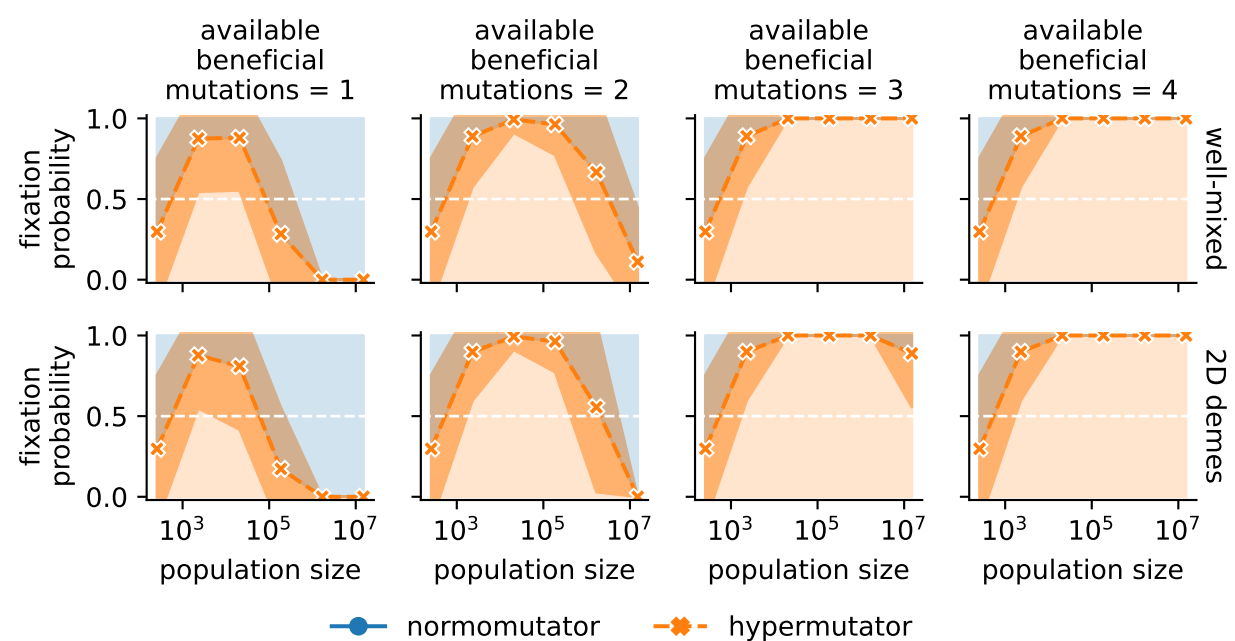 available
beneficial
mutations = 1
available
beneficial
mutations = 2
available
beneficial
mutations = 3
available
beneficial
mutations = 4
fixation
probability
1.0
0.5
0.0
well-mixed
fixation
probability
1.0
0.5
0.0
2D demes
10³ 10⁵ 10⁷
10³ 10⁵ 10⁷
10³ 10⁵ 10⁷
10³ 10⁵ 10⁷
population size
population size
population size
population size
normomutator
hypermutator